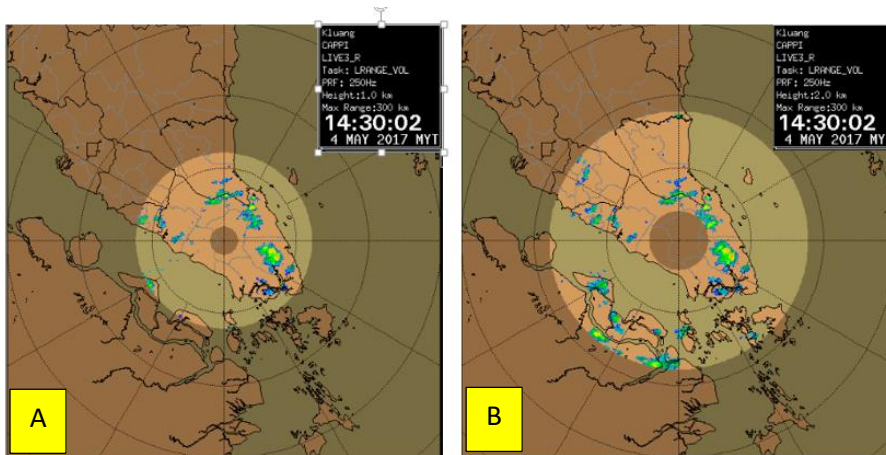 Kluang
CAPPI
LIVE3_R
Task: LRANGE_VOL
PRF: 250Hz
Height:1.0 km
Max Range:300 km
14:30:02
4 MAY 2017 MYT
A
Kluang
CAPPI
LIVE3_R
Task: LRANGE_VOL
PRF: 250Hz
Height:2.0 km
Max Range:300 km
14:30:02
4 MAY 2017 MYT
B